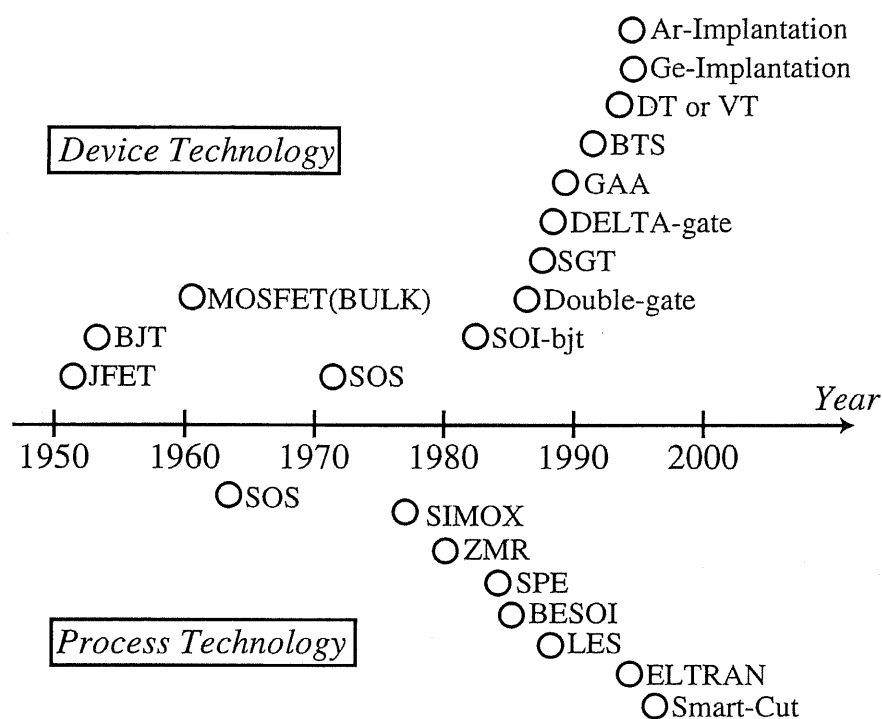 Ar-Implantation
Ge-Implantation
DT or VT
Device Technology
BTS
GAA
DELTA-gate
SGT
MOSFET(BULK)
Double-gate
BJT
SOI-bjt
JFET
SOS
Year
1950 1960 1970 1980 1990 2000
SOS
SIMOX
ZMR
SPE
BESOI
Process Technology
LES
ELTRAN
Smart-Cut